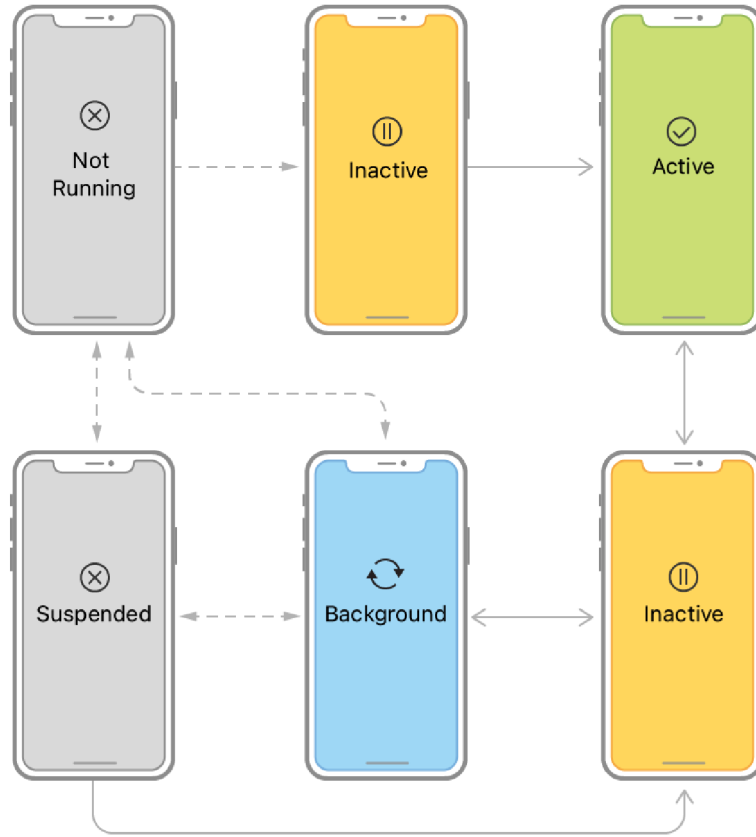 Not
Running
Inactive
Active
Suspended
Background
Inactive